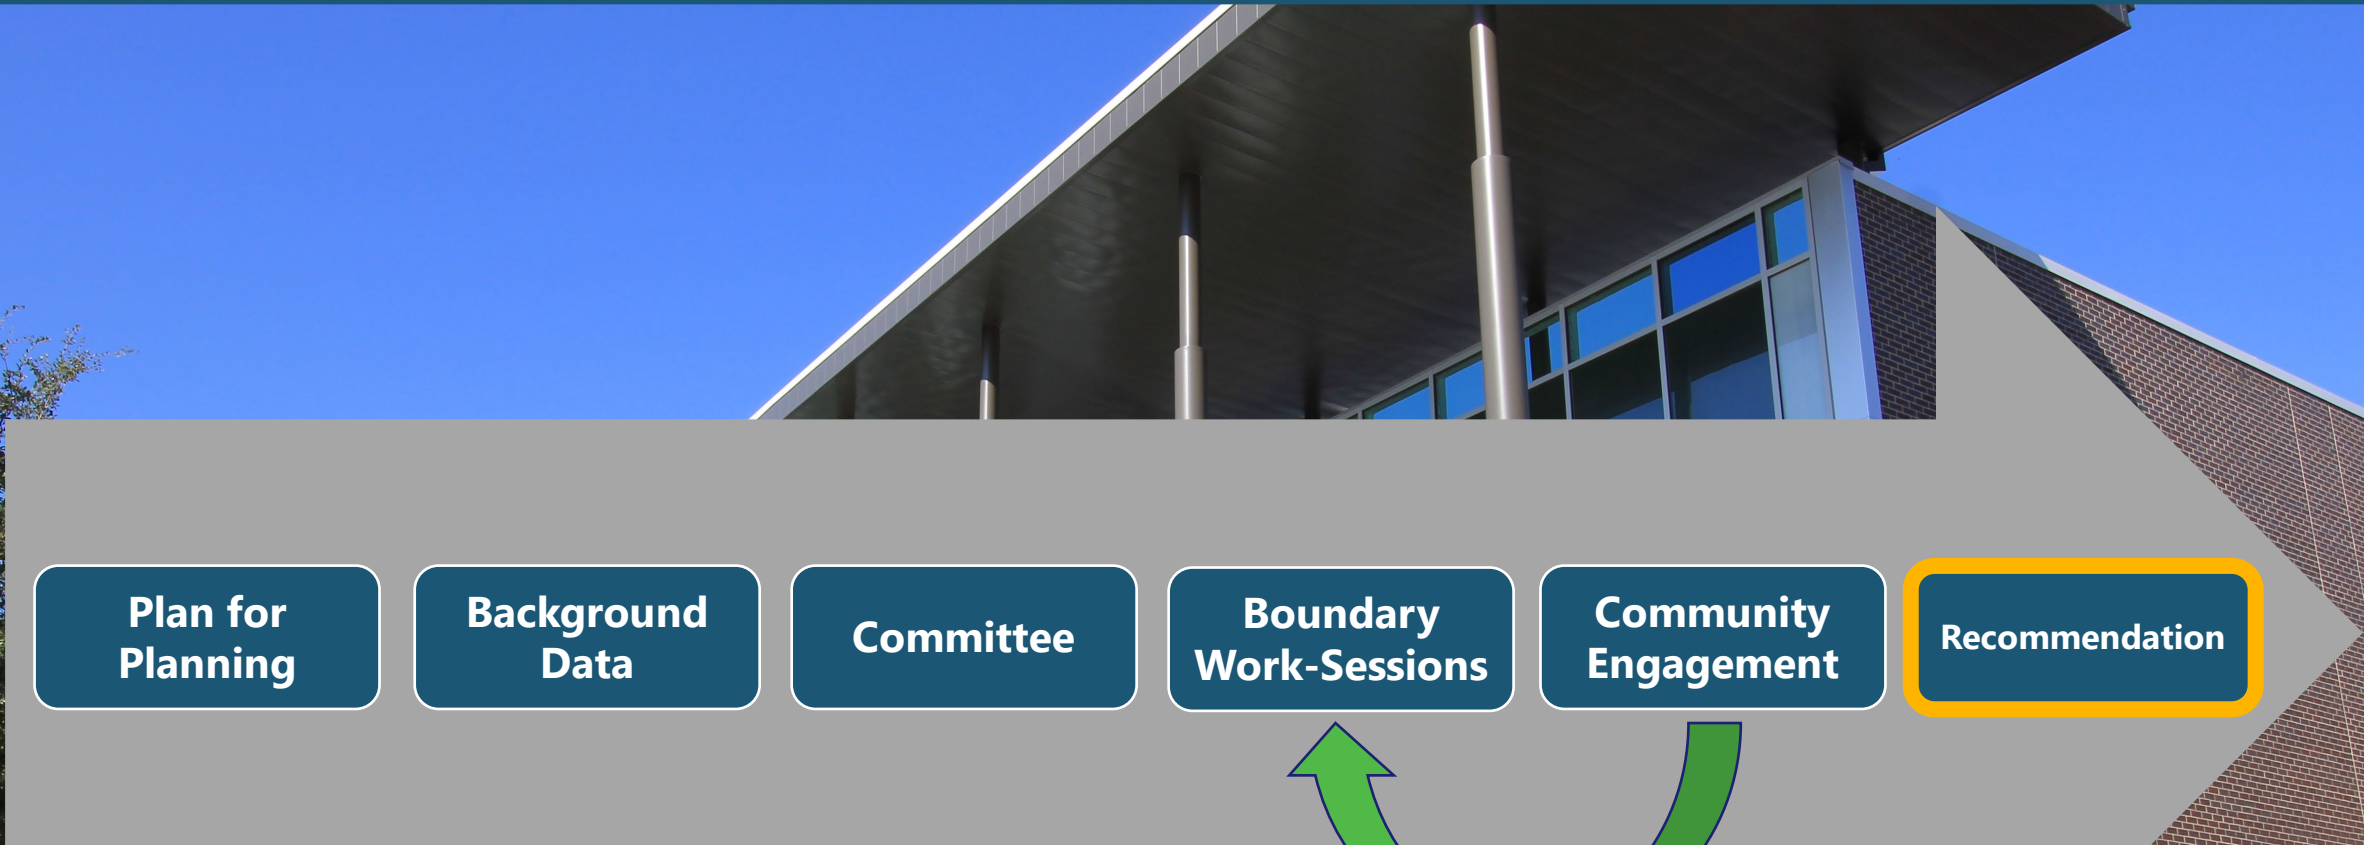 Plan for
Planning
Background
Data
Committee
Boundary
Work-Sessions
Community
Engagement
Recommendation